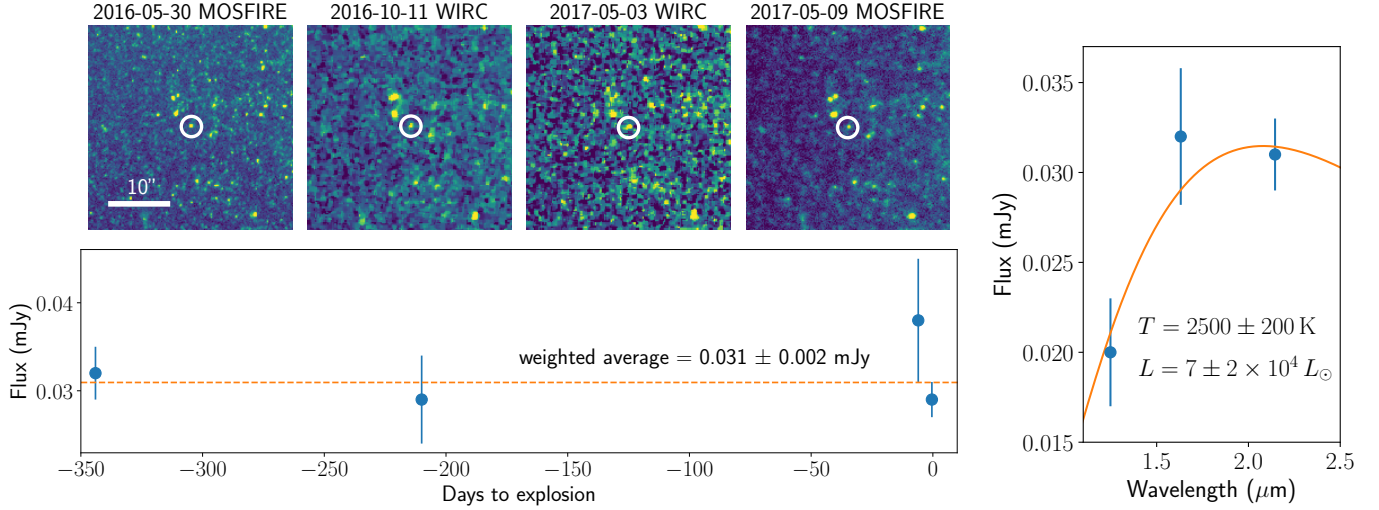 2016-05-30 MOSFIRE
2016-10-11 WIRC
2017-05-03 WIRC
2017-05-09 MOSFIRE
10"
Flux (mJy)
0.04
0.03
weighted average = 0.031 ± 0.002 mJy
−350 −300 −250 −200 −150 −100 −50 0
Days to explosion
Flux (mJy)
0.035
0.030
0.025
0.020
0.015
T = 2500 ± 200 K
L = 7 ± 2 × 10⁴ L☉
1.5 2.0 2.5
Wavelength (μm)